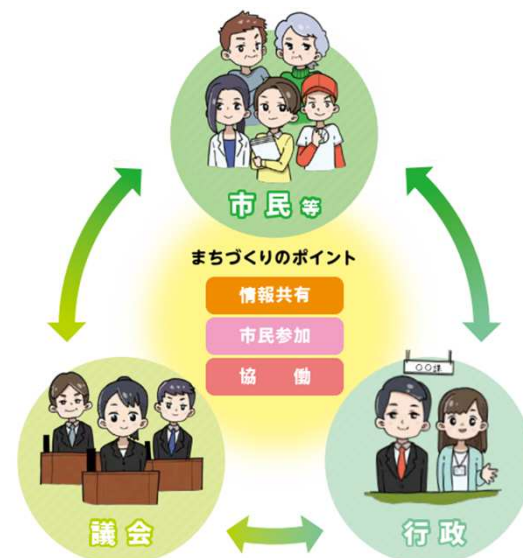 市民等
まちづくりのポイント
情報共有
市民参加
協働
○○課
議会
行政